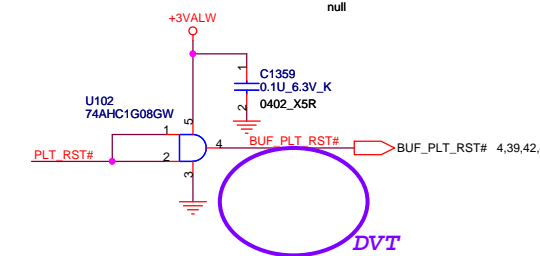 null
+3VALW
1
C1359
0.1U_6.3V_K
2
0402_X5R
U102
74AHC1G08GW
5
1
4
BUF_PLT_RST#
BUF_PLT_RST# 4,39,42,
PLT_RST#
2
3
DVT